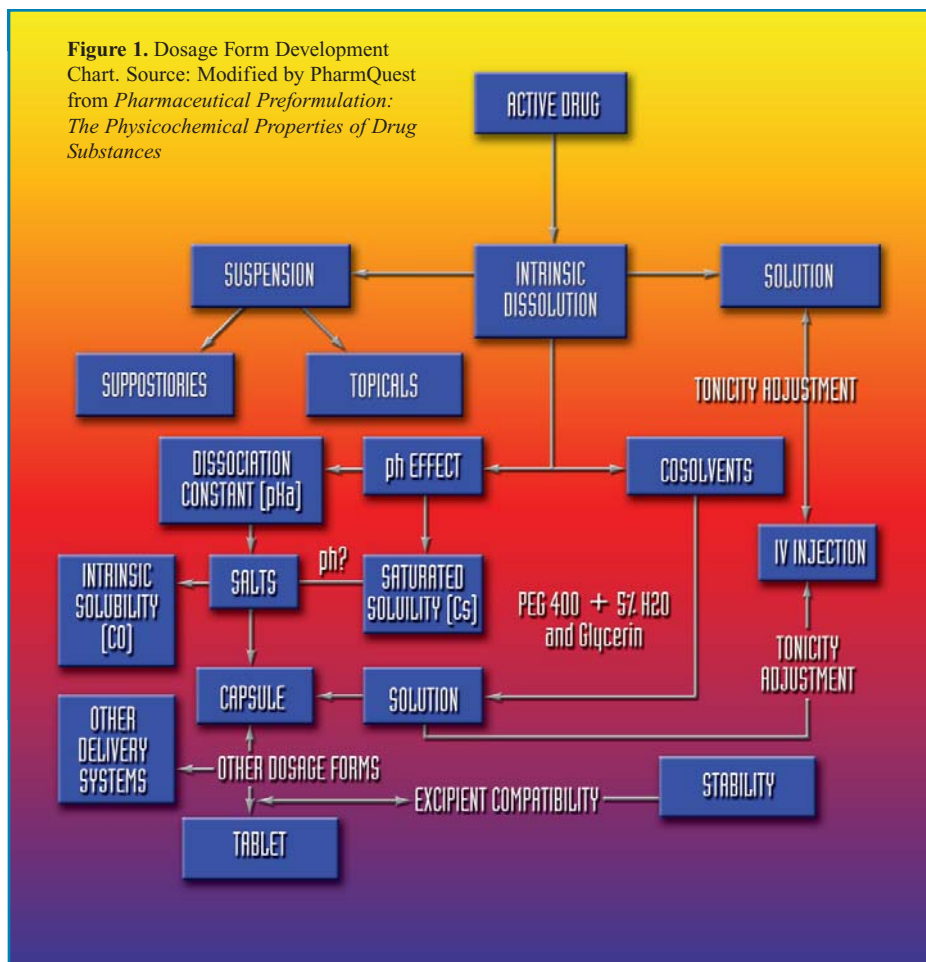 Figure 1. Dosage Form Development
Chart. Source: Modified by PharmQuest
from Pharmaceutical Preformulation:
The Physicochemical Properties of Drug
Substances
ACTIVE DRUG
SUSPENSION
INTRINSIC
DISSOLUTION
SOLUTION
SUPPOSTIORIES
TOPICALS
TONICITY ADJUSTMENT
DISSOCIATION
CONSTANT [pKa]
ph EFFECT
COSOLVENTS
IV INJECTION
INTRINSIC
SOLUBILITY
[CO]
SALTS
ph?
SATURATED
SOLUILITY [Cs]
PEG 400 + 5% H2O
and Glycerin
TONICITY
ADJUSTMENT
CAPSULE
SOLUTION
OTHER
DELIVERY
SYSTEMS
OTHER DOSAGE FORMS
EXCIPIENT COMPATIBILITY
STABILITY
TABLET